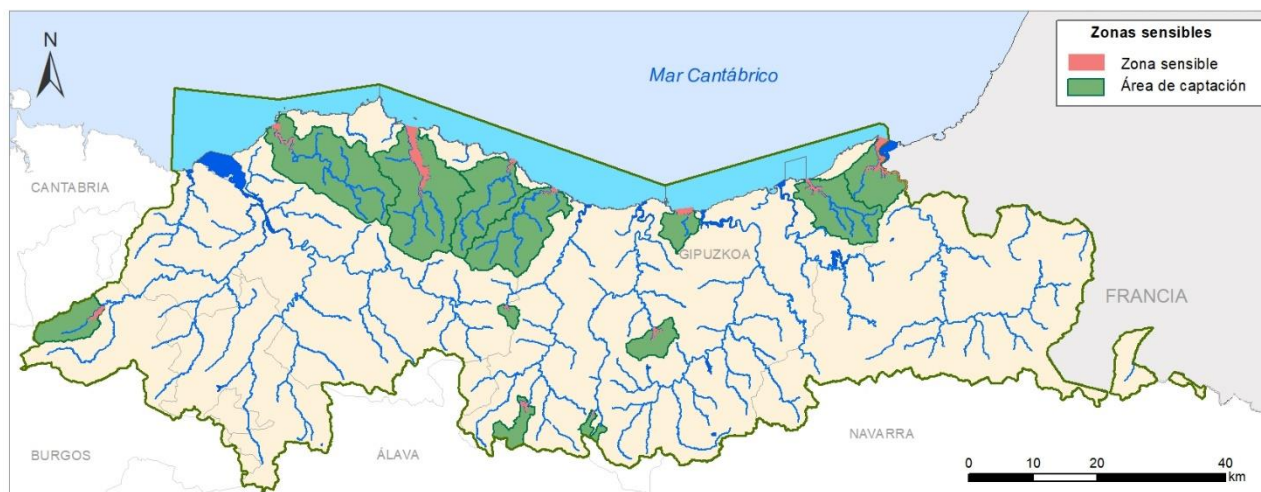 N
Mar Cantábrico
Zonas sensibles
Zona sensible
Área de captación
CANTABRIA
GIPUZKOA
FRANCIA
BURGOS
ÁLAVA
NAVARRA
0 10 20 40
km